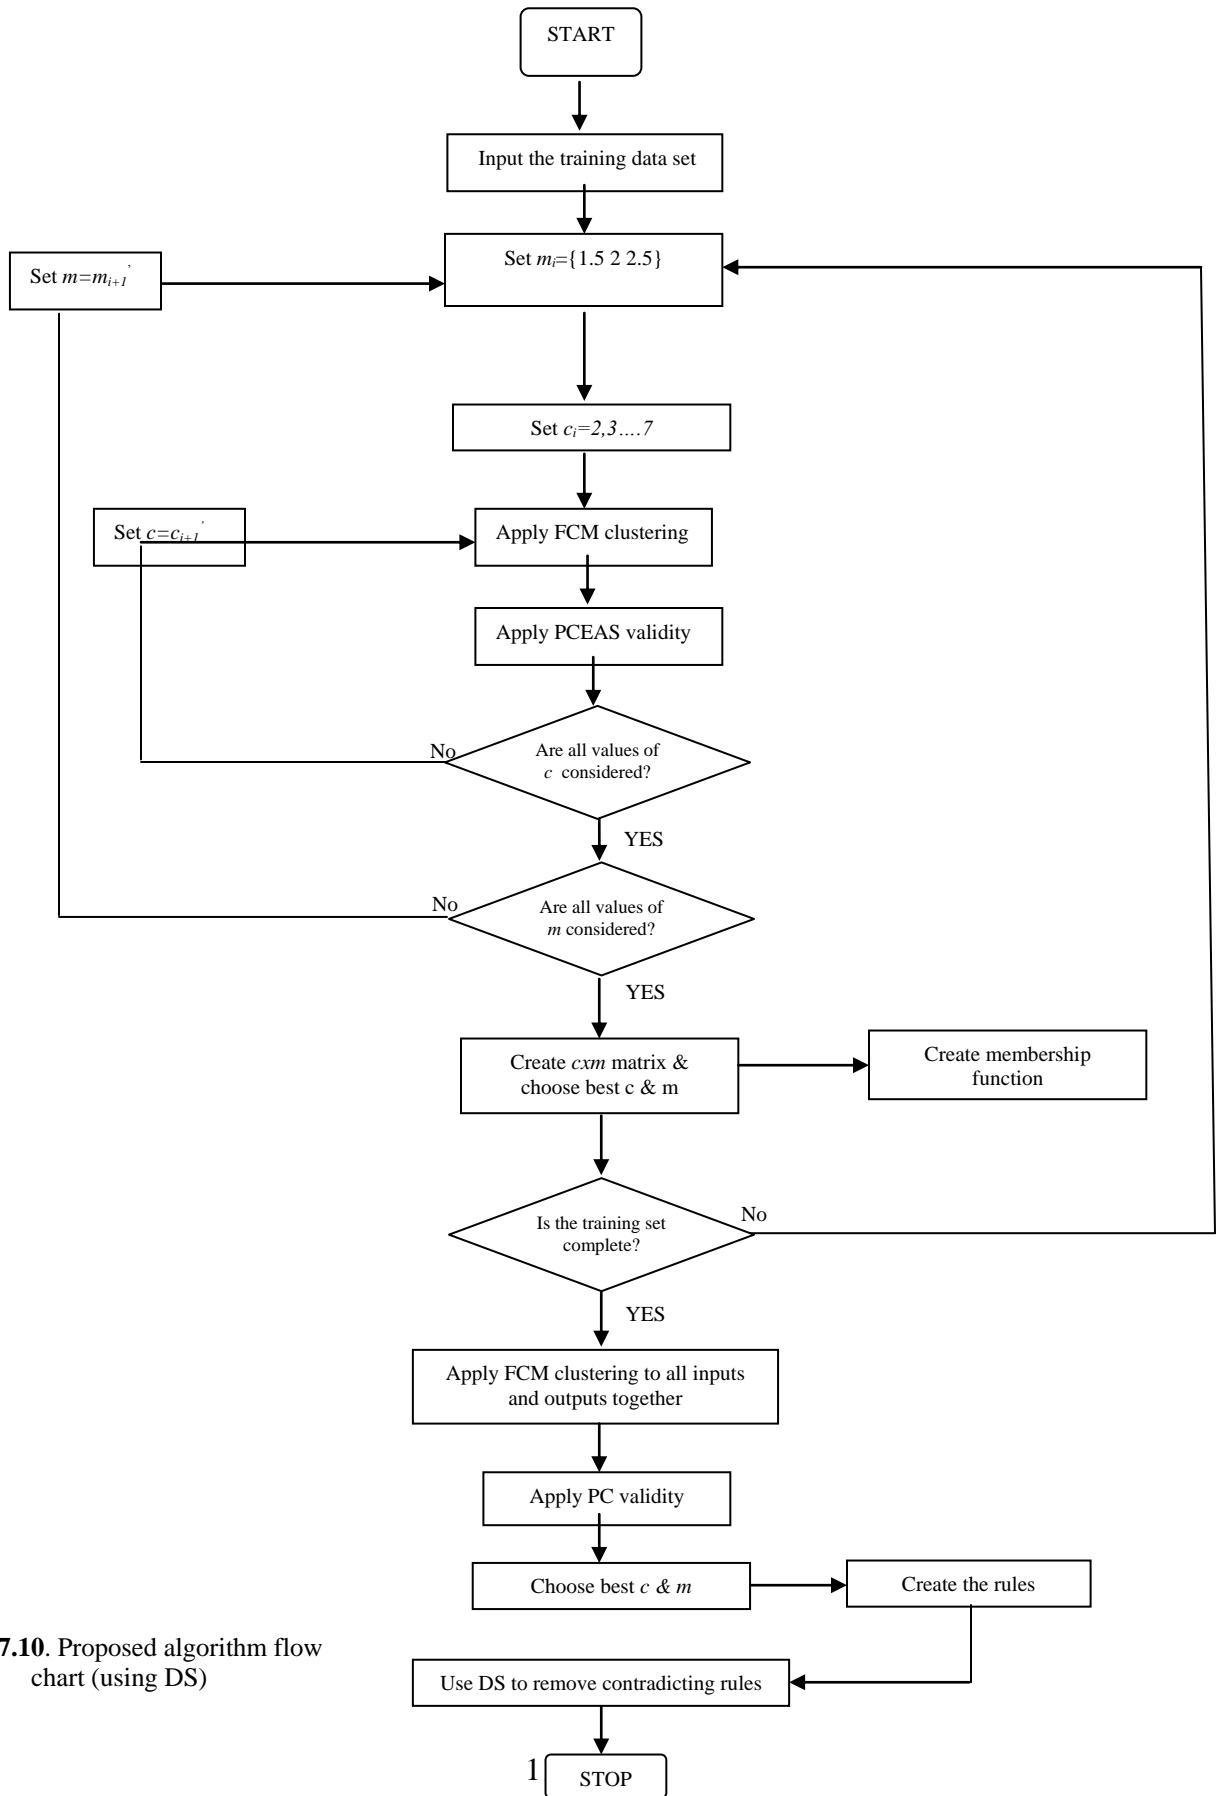 START
Input the training data set
Set mi={1.5 2 2.5}
Set m=mi+1'
Set ci=2,3....7
Set c=ci+1'
Apply FCM clustering
Apply PCEAS validity
No
Are all values of
c considered?
YES
No
Are all values of
m considered?
YES
Create cxm matrix &
choose best c & m
Create membership
function
Is the training set
complete?
No
YES
Apply FCM clustering to all inputs
and outputs together
Apply PC validity
Choose best c & m
Create the rules
7.10. Proposed algorithm flow
chart (using DS)
Use DS to remove contradicting rules
1
STOP